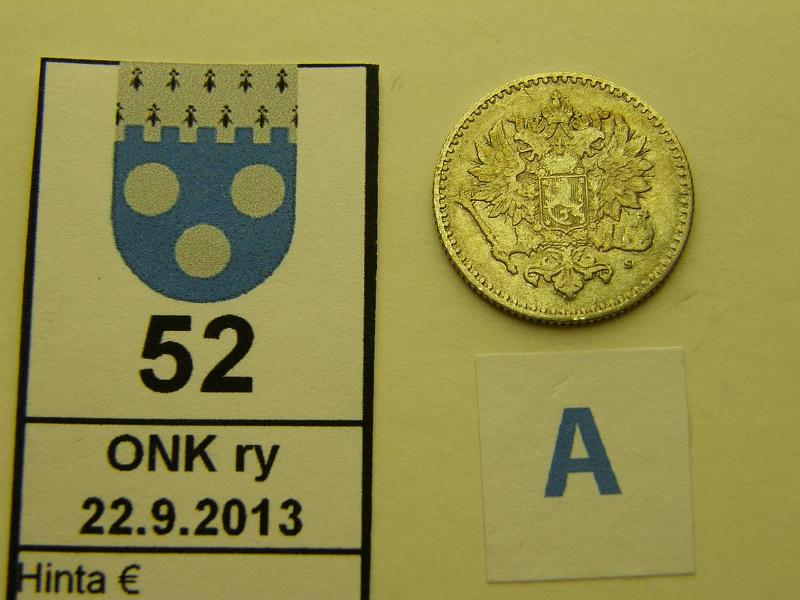 52
ONK ry
22.9.2013
Hinta €
A
S